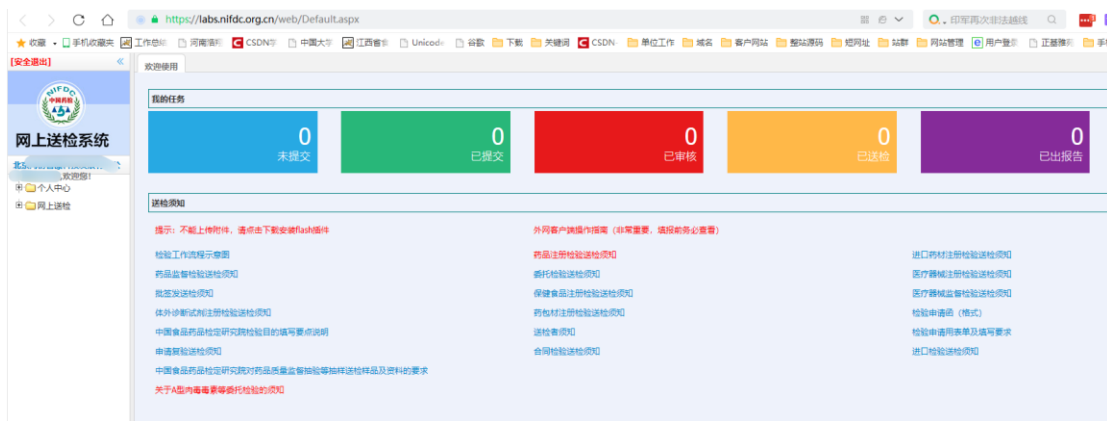 https://labs.nifdc.org.cn/web/Default.aspx
印军再次非法越线
收藏 手机收藏夹 工作总结 河南 CSDN 中国大 江西省 Unicode 谷歌 下载 关键词 CSDN 单位工作 域名 客户网站 整站源码 短网址 站群 网站管理 用户登 正基雅
[安全退出]
欢迎使用
NIFDC
中国药检
网上送检系统
,欢迎您!
个人中心
网上送检
我的任务
0 0 0 0 0
未提交 已提交 已审核 已送检 已出报告
送检须知
提示：不能上传附件，请点击下载安装flash插件 外网客户端操作指南（非常重要，填报前务必查看）
检验工作流程示意图 药品注册检验送检须知 进口药材注册检验送检须知
药品监督检验送检须知 委托检验送检须知 医疗器械注册检验送检须知
批签发送检须知 保健食品注册检验送检须知 医疗器械监督检验送检须知
体外诊断试剂注册检验送检须知 药包材注册检验送检须知 检验申请函（格式）
中国食品药品检定研究院检验目的填写要点说明 送检者须知 检验申请用表单及填写要求
申请复验送检须知 合同检验送检须知 进口检验送检须知
中国食品药品检定研究院对药品质量监督抽验等抽样送检样品及资料的要求
关于A型肉毒毒素等委托检验的须知